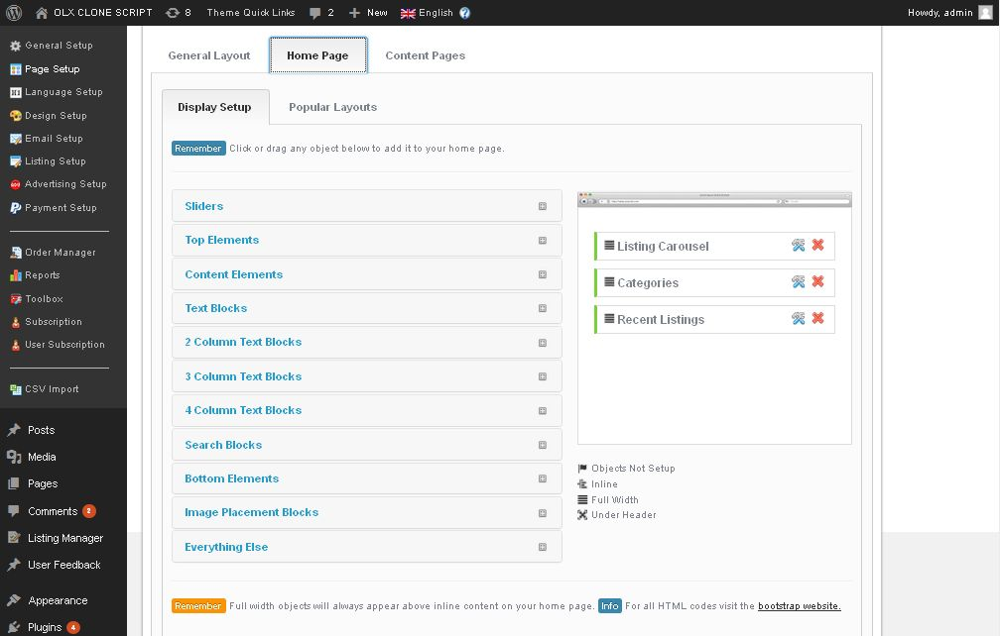 OLX CLONE SCRIPT 8 Theme Quick Links 2 New English ? Howdy, admin
General Setup
Page Setup
Language Setup
Design Setup
Email Setup
Listing Setup
Advertising Setup
Payment Setup
Order Manager
Reports
Toolbox
Subscription
User Subscription
CSV Import
Posts
Media
Pages
Comments 2
Listing Manager
User Feedback
Appearance
Plugins 4
General Layout Home Page Content Pages
Display Setup Popular Layouts
Remember Click or drag any object below to add it to your home page.
Sliders
Top Elements
Content Elements
Text Blocks
2 Column Text Blocks
3 Column Text Blocks
4 Column Text Blocks
Search Blocks
Bottom Elements
Image Placement Blocks
Everything Else
Listing Carousel
Categories
Recent Listings
Objects Not Setup
Inline
Full Width
Under Header
Remember Full width objects will always appear above inline content on your home page. Info For all HTML codes visit the bootstrap website.